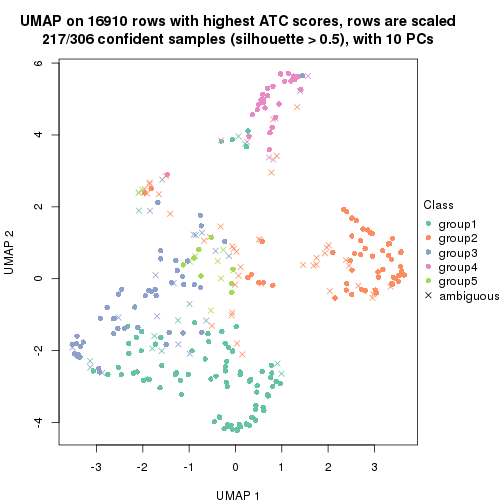 UMAP on 16910 rows with highest ATC scores, rows are scaled
217/306 confident samples (silhouette > 0.5), with 10 PCs
6
4
2
0
-2
-4
UMAP 2
-3
-2
-1
0
1
2
3
UMAP 1
Class
group1
group2
group3
group4
group5
ambiguous